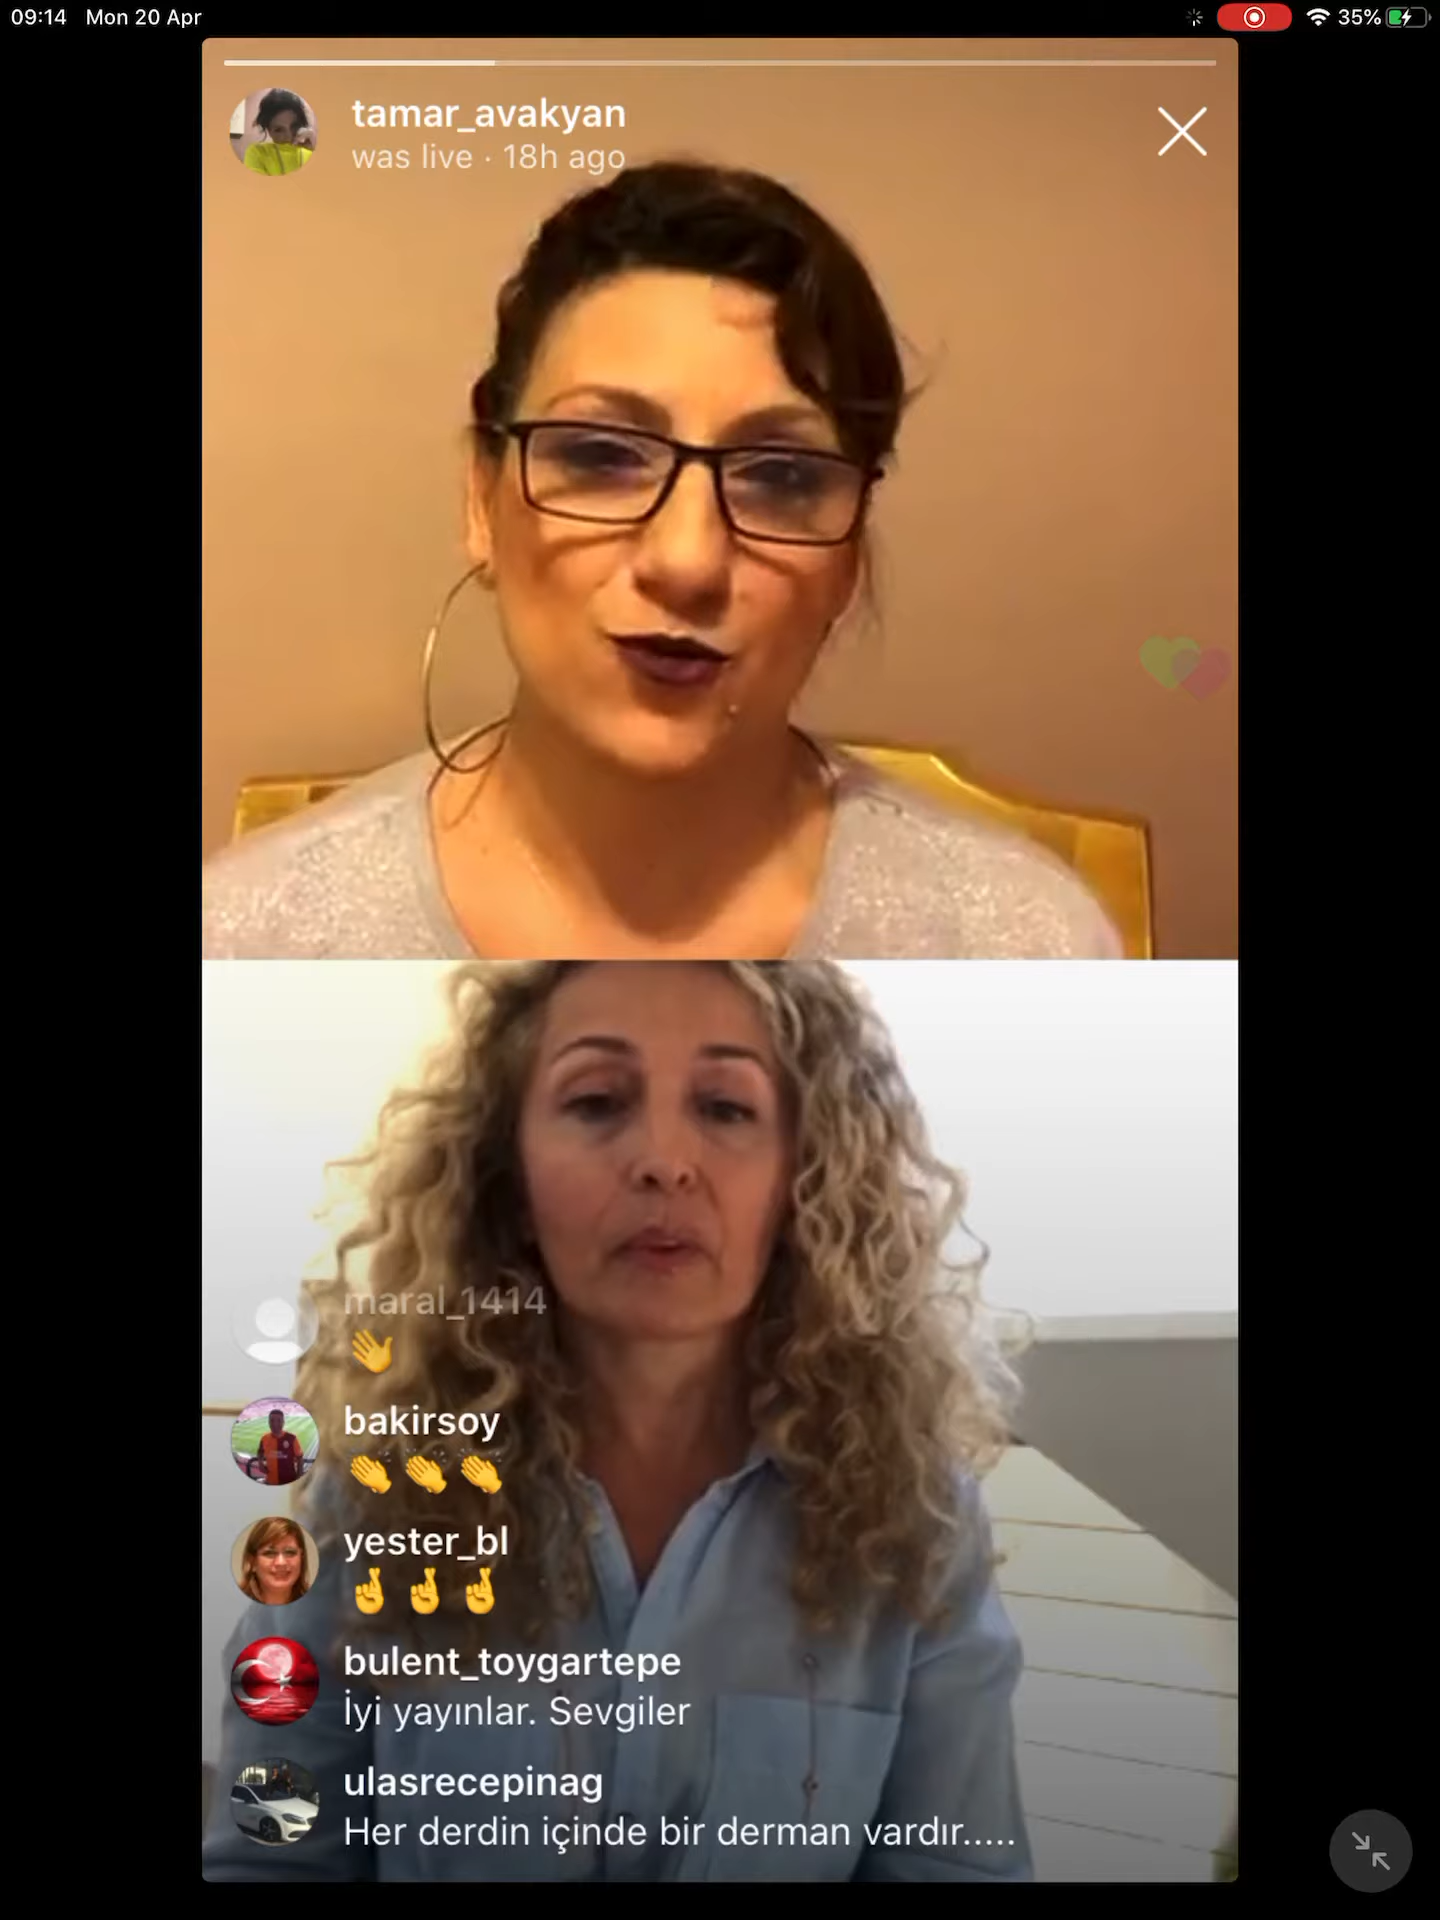 09:14 Mon 20 Apr 35%
tamar_avakyan
was live · 18h ago
maral_1414
👋
bakirsoy
👏👏👏
yester_bl
🤞🤞🤞
bulent_toygartepe
İyi yayınlar. Sevgiler
ulasrecepinag
Her derdin içinde bir derman vardır.....